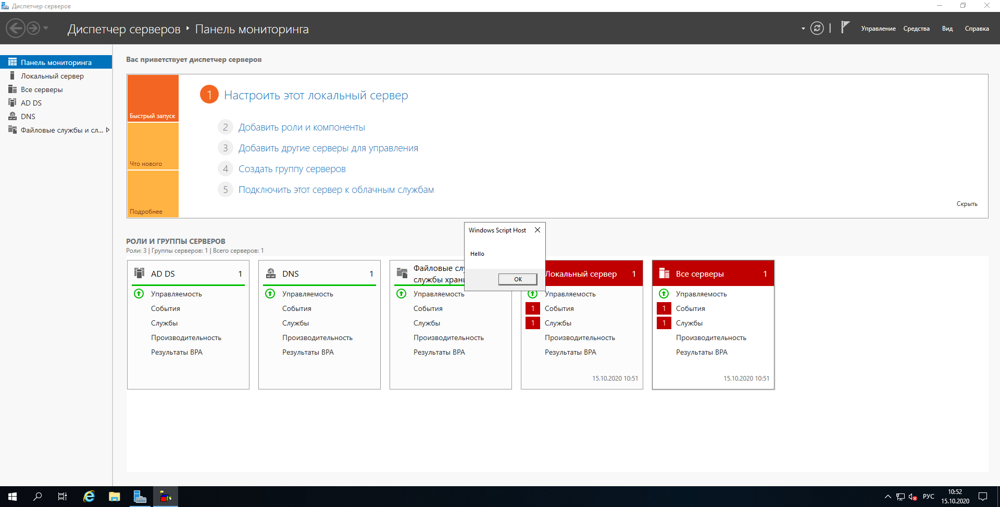 Диспетчер серверов
Диспетчер серверов ‣ Панель мониторинга
Управление Средства Вид Справка
Панель мониторинга
Локальный сервер
Все серверы
AD DS
DNS
Файловые службы и сл...
Вас приветствует диспетчер серверов
Быстрый запуск
Что нового
Подробнее
1 Настроить этот локальный сервер
2 Добавить роли и компоненты
3 Добавить другие серверы для управления
4 Создать группу серверов
5 Подключить этот сервер к облачным службам
Скрыть
РОЛИ И ГРУППЫ СЕРВЕРОВ
Роли: 3 | Группы серверов: 1 | Всего серверов: 1
AD DS 1
Управляемость
События
Службы
Производительность
Результаты BPA
DNS 1
Управляемость
События
Службы
Производительность
Результаты BPA
Файловые слу
службы хран
Управляемость
События
Службы
Производительность
Результаты BPA
Windows Script Host
Hello
OK
Локальный сервер 1
Управляемость
1 События
1 Службы
Производительность
Результаты BPA
15.10.2020 10:51
Все серверы 1
Управляемость
1 События
1 Службы
Производительность
Результаты BPA
15.10.2020 10:51
РУС
10:52
15.10.2020